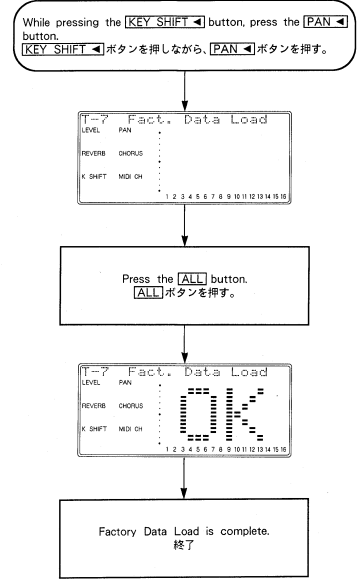 While pressing the KEY SHIFT ◀ button, press the PAN ◀
button.
KEY SHIFT ◀ ボタンを押しながら、PAN ◀ ボタンを押す。
T-7 Fact. Data Load
LEVEL PAN
REVERB CHORUS
K SHIFT MIDI CH
1 2 3 4 5 6 7 8 9 10 11 12 13 14 15 16
Press the ALL button.
ALL ボタンを押す。
T-7 Fact. Data Load
LEVEL PAN
REVERB CHORUS
OK
K SHIFT MIDI CH
1 2 3 4 5 6 7 8 9 10 11 12 13 14 15 16
Factory Data Load is complete.
終了